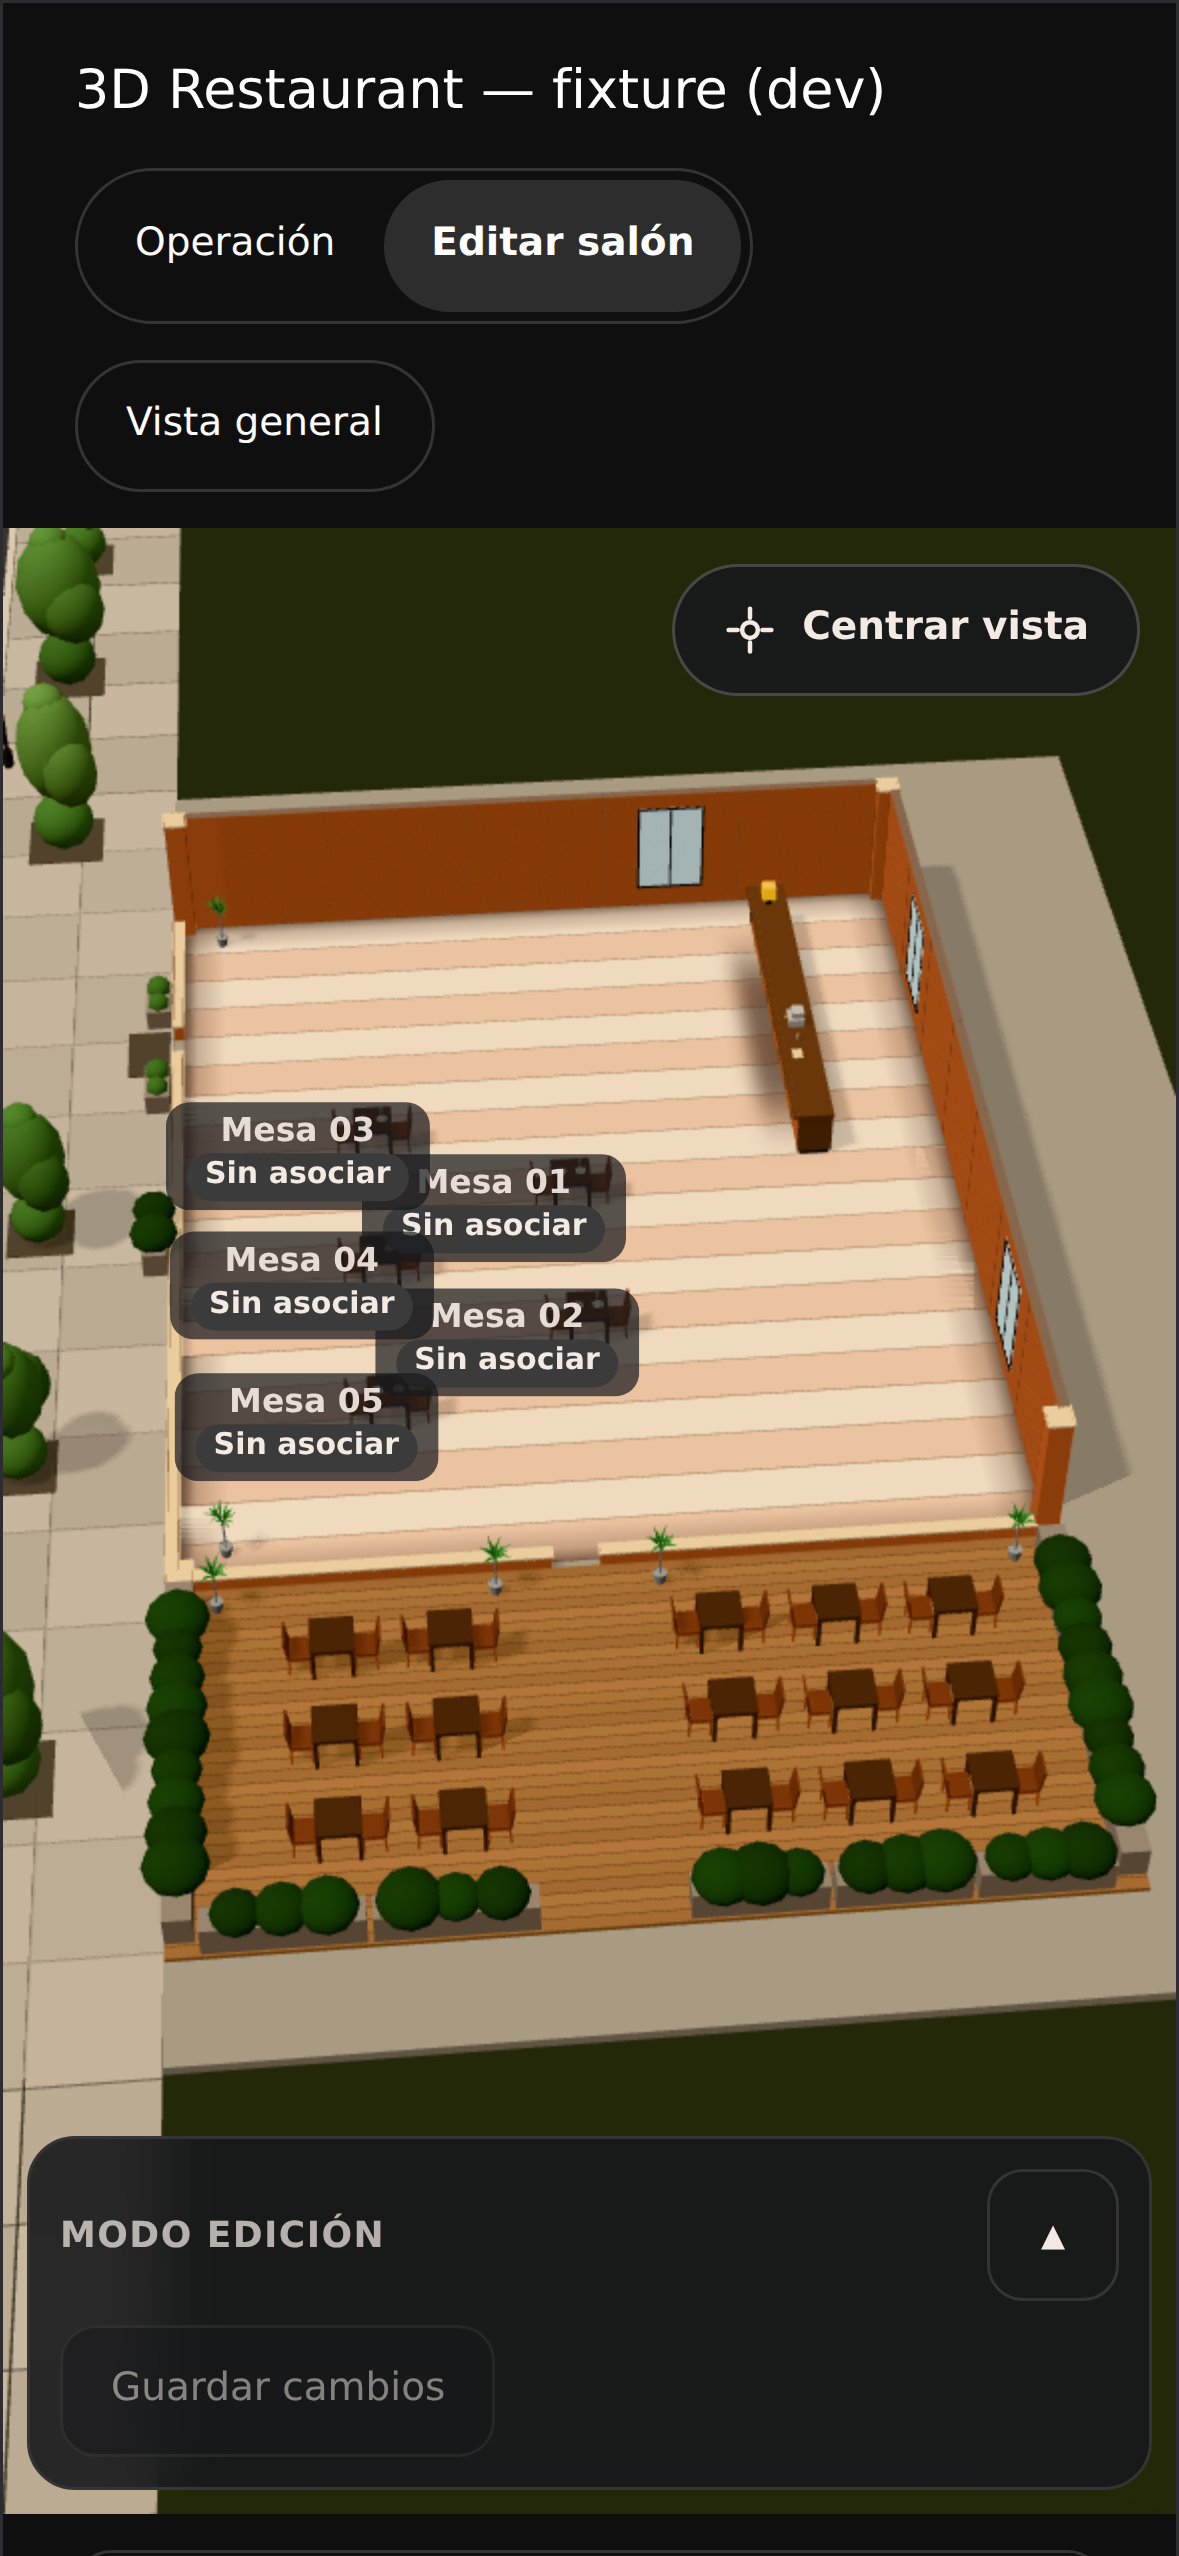 3D Restaurant — fixture (dev)
Operación
Editar salón
Vista general
Centrar vista
Mesa 03
Sin asociar
Mesa 01
Sin asociar
Mesa 04
Sin asociar
Mesa 02
Sin asociar
Mesa 05
Sin asociar
MODO EDICIÓN
▲
Guardar cambios